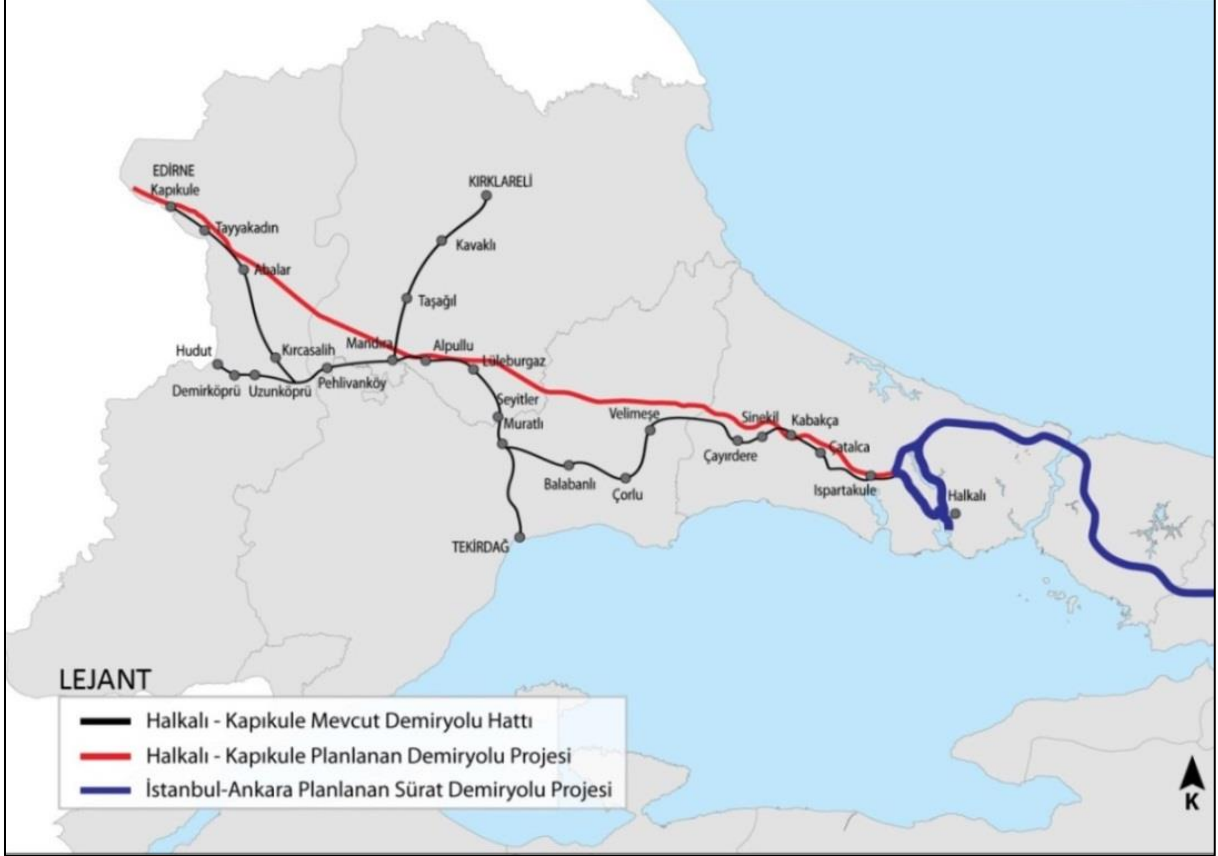 EDİRNE
Kapıkule
KIRKLARELİ
Tayyakadın
Kavaklı
Abalar
Taşağıl
Hudut
Kırcasalih
Mandıra
Alpullu
Lüleburgaz
Demirköprü
Uzunköprü
Pehlivanköy
Seyitler
Muratlı
Velimeşe
Sinekli
Kabakça
Çayırdere
Çatalca
Balabanlı
Çorlu
Ispartakule
Halkalı
TEKİRDAĞ
LEJANT
Halkalı - Kapıkule Mevcut Demiryolu Hattı
Halkalı - Kapıkule Planlanan Demiryolu Projesi
İstanbul-Ankara Planlanan Sürat Demiryolu Projesi
K